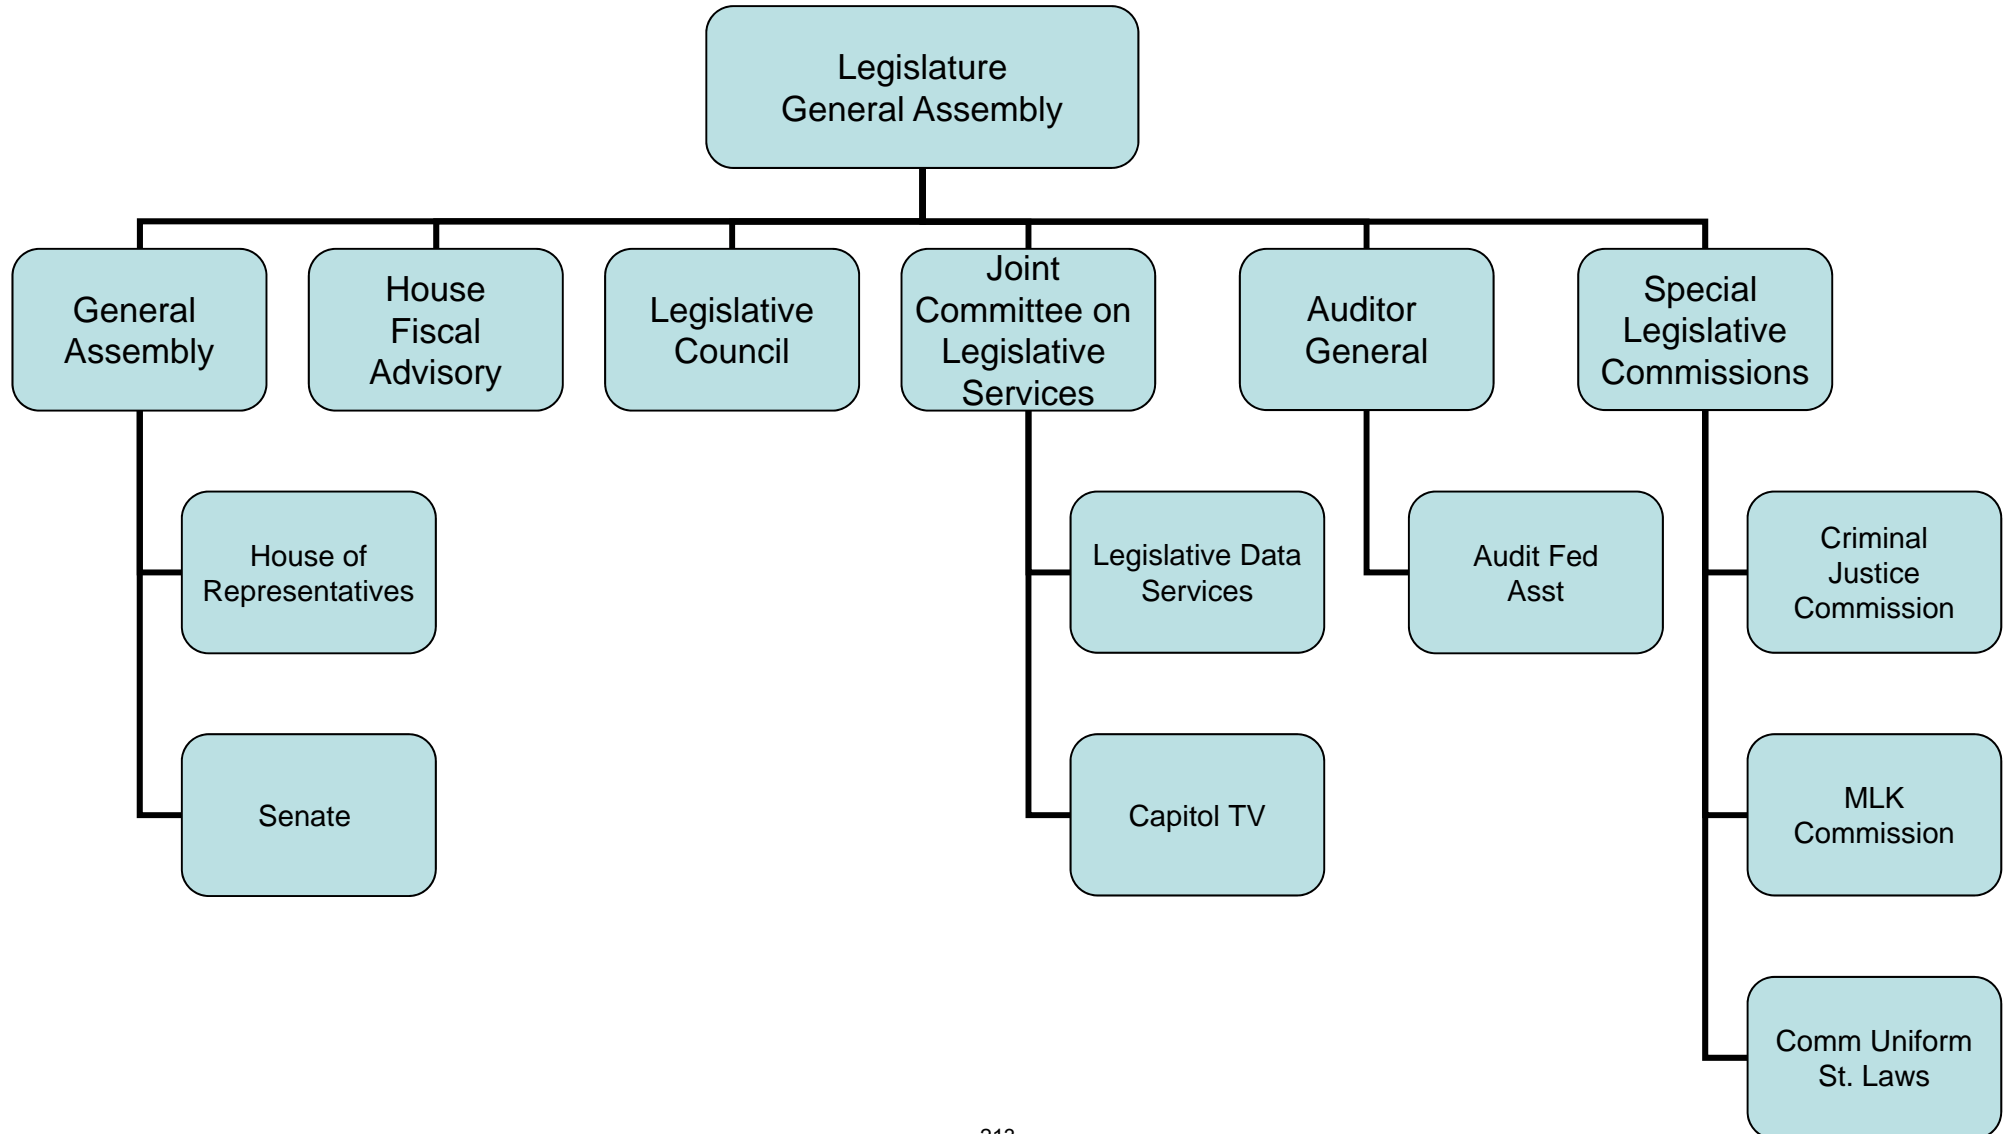 Legislature
General Assembly
General
Assembly
House
Fiscal
Advisory
Legislative
Council
Joint
Committee on
Legislative
Services
Auditor
General
Special
Legislative
Commissions
House of
Representatives
Legislative Data
Services
Audit Fed
Asst
Criminal
Justice
Commission
Senate
Capitol TV
MLK
Commission
Comm Uniform
St. Laws